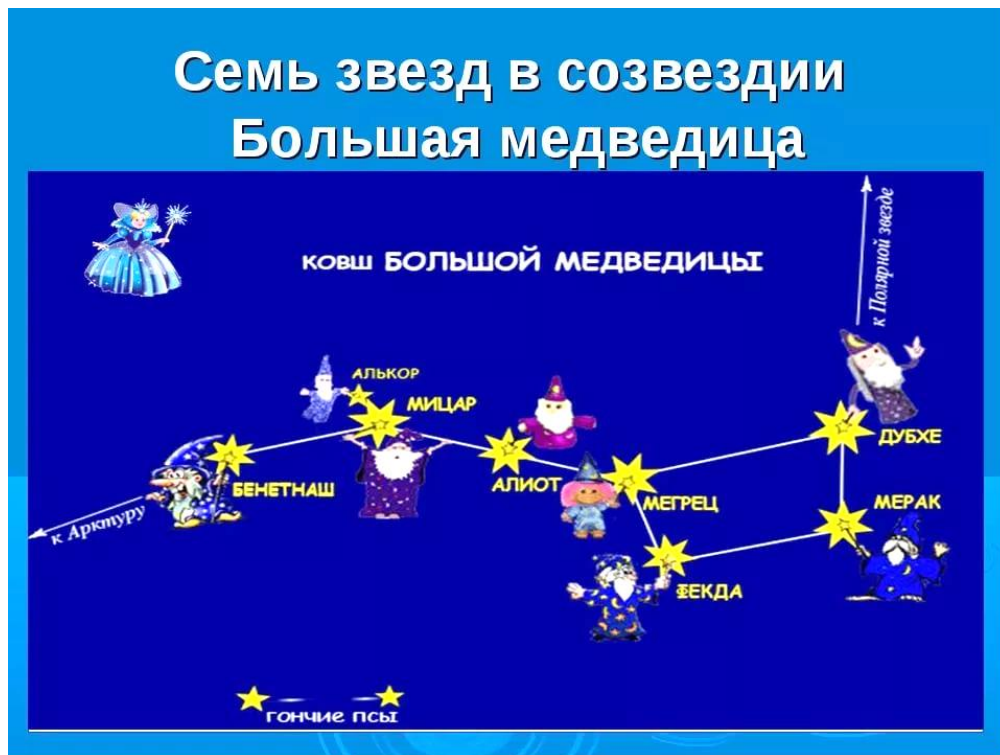 Семь звезд в созвездии
Большая медведица
к Полярной звезде
КОВШ БОЛЬШОЙ МЕДВЕДИЦЫ
АЛЬКОР
МИЦАР
ДУБХЕ
БЕНЕТНАШ
АЛИОТ
МЕГРЕЦ
МЕРАК
к Арктуру
ФЕКДА
ГОНЧИЕ ПСЫ